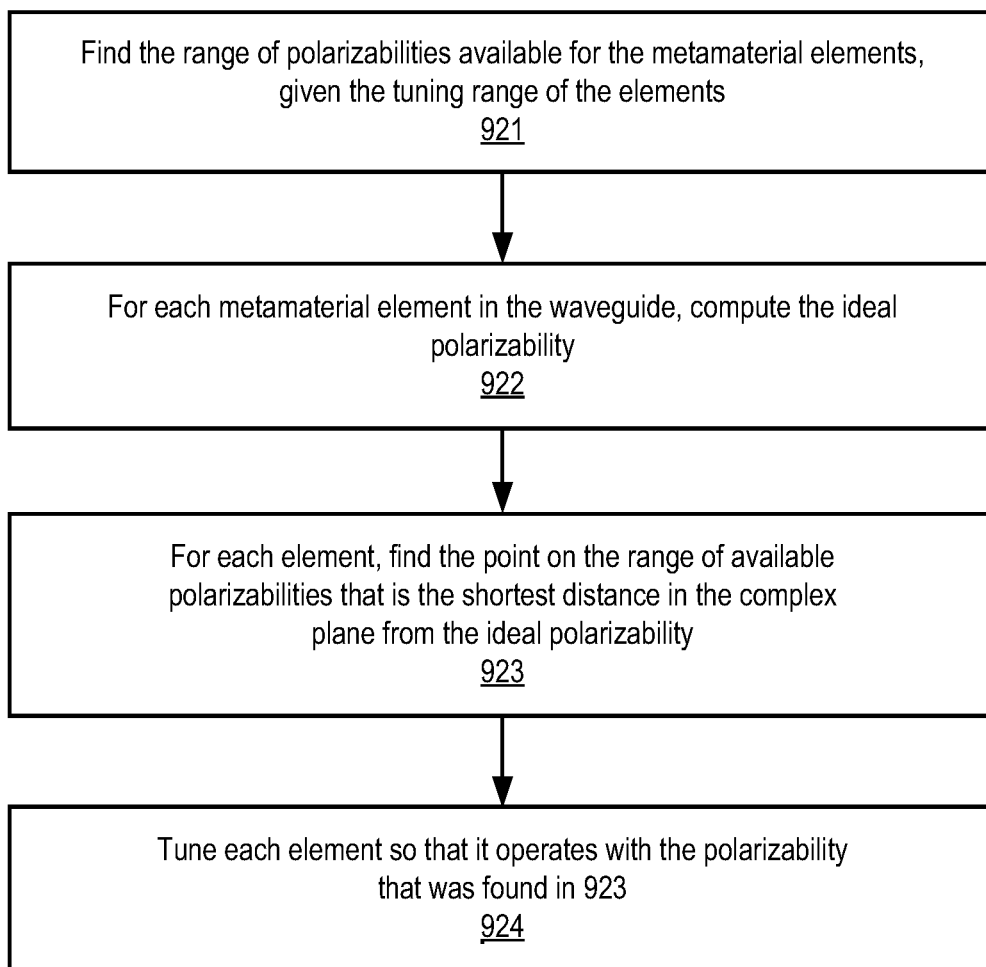 Find the range of polarizabilities available for the metamaterial elements,
given the tuning range of the elements
921
For each metamaterial element in the waveguide, compute the ideal
polarizability
922
For each element, find the point on the range of available
polarizabilities that is the shortest distance in the complex
plane from the ideal polarizability
923
Tune each element so that it operates with the polarizability
that was found in 923
924